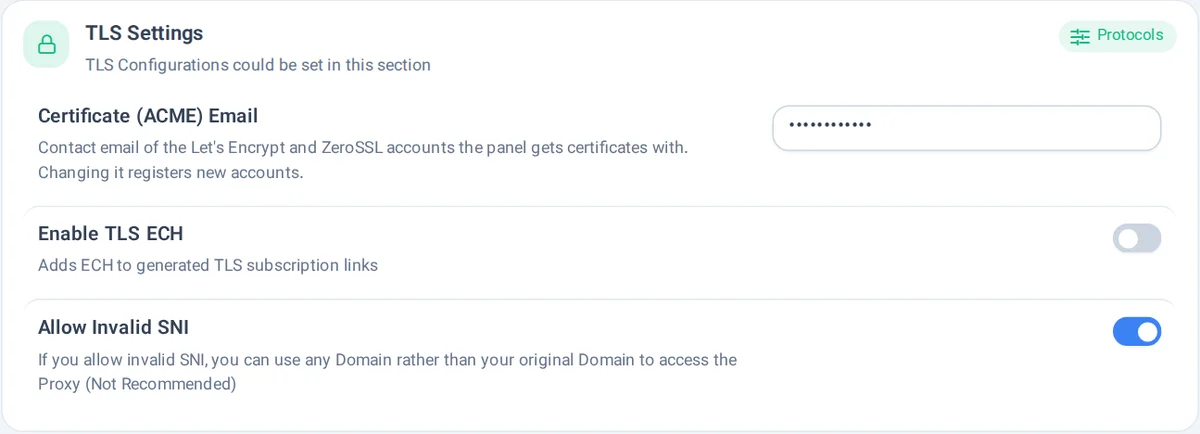 TLS Settings
Protocols
TLS Configurations could be set in this section
Certificate (ACME) Email
••••••••••••
Contact email of the Let's Encrypt and ZeroSSL accounts the panel gets certificates with.
Changing it registers new accounts.
Enable TLS ECH
Adds ECH to generated TLS subscription links
Allow Invalid SNI
If you allow invalid SNI, you can use any Domain rather than your original Domain to access the
Proxy (Not Recommended)